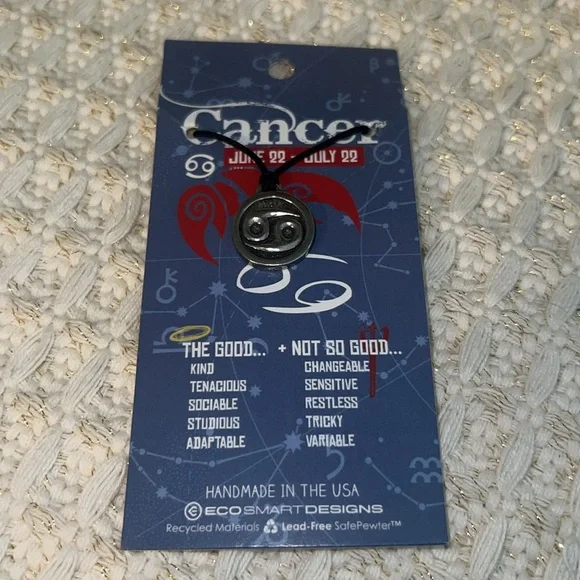 Cancer
JUNE 22 - JULY 22
THE GOOD... + NOT SO GOOD...
KIND CHANGEABLE
TENACIOUS SENSITIVE
SOCIABLE RESTLESS
STUDIOUS TRICKY
ADAPTABLE VARIABLE
HANDMADE IN THE USA
ECOSMARTDESIGNS
Recycled Materials Lead-Free SafePewter™